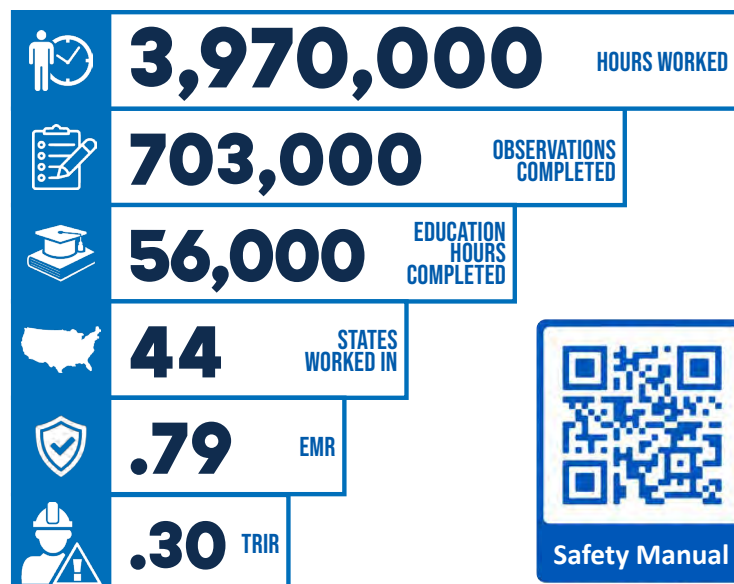 3,970,000 HOURS WORKED
703,000 OBSERVATIONS
COMPLETED
56,000 EDUCATION
HOURS
COMPLETED
44 STATES
WORKED IN
.79 EMR
.30 TRIR
Safety Manual